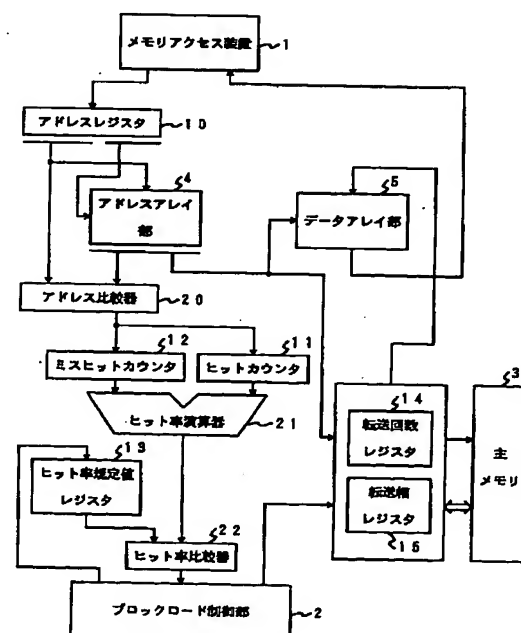 メモリアクセス装置
1
アドレスレジスタ
10
4
アドレスアレイ
部
5
データアレイ部
アドレス比較器
20
12
ミスヒットカウンタ
11
ヒットカウンタ
ヒット率演算器
21
13
ヒット率規定値
レジスタ
22
ヒット率比較器
14
転送回数
レジスタ
転送幅
レジスタ
15
3
主
メモリ
ブロックロード制御部
2